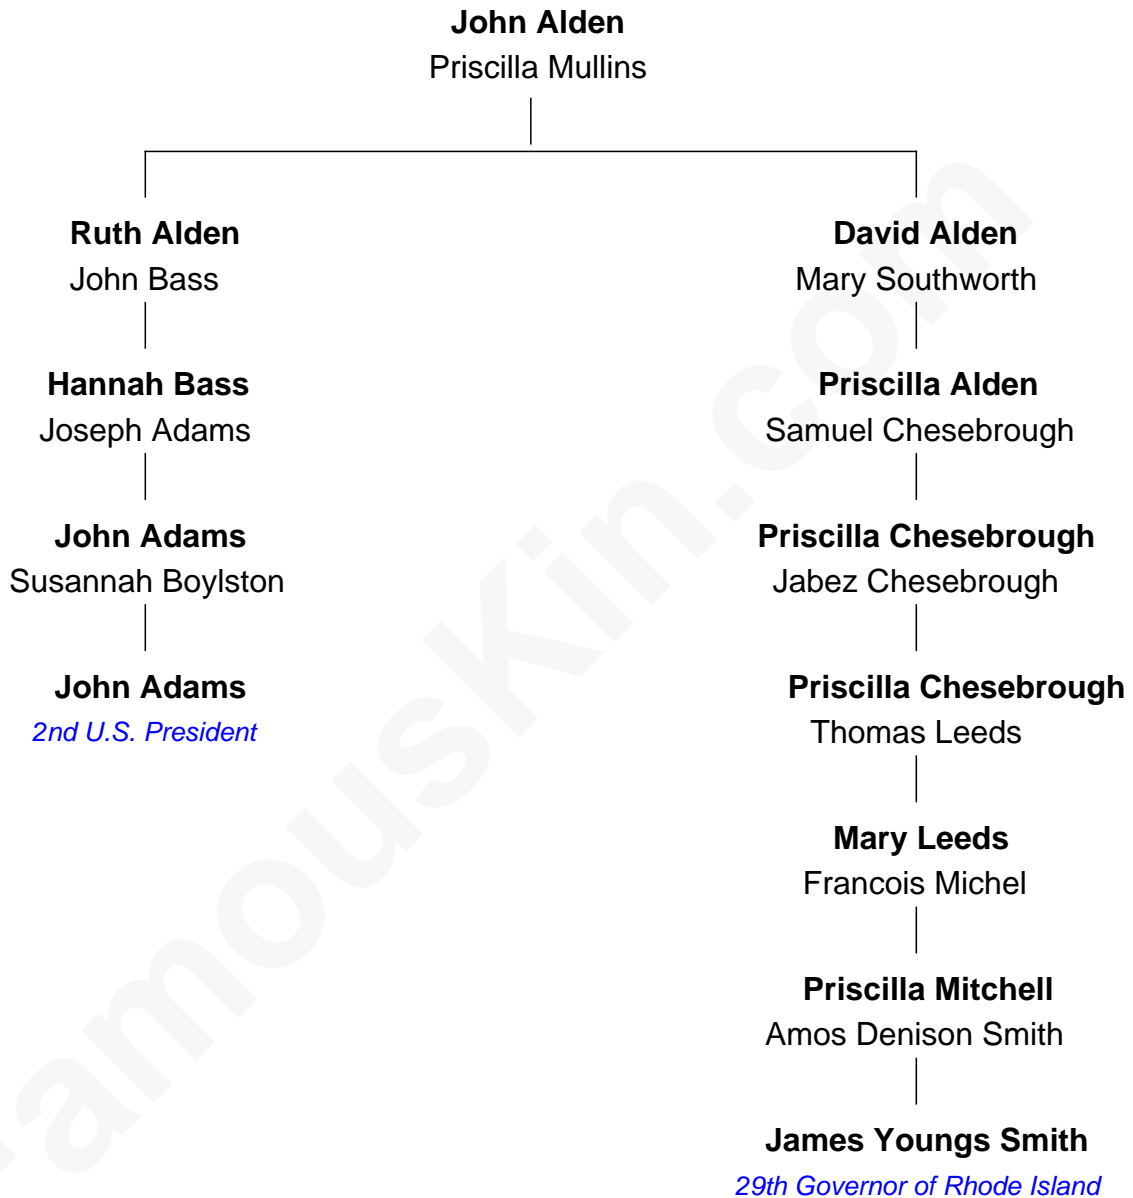 John Alden
Priscilla Mullins
Ruth Alden
John Bass
David Alden
Mary Southworth
Hannah Bass
Joseph Adams
Priscilla Alden
Samuel Chesebrough
John Adams
Susannah Boylston
Priscilla Chesebrough
Jabez Chesebrough
John Adams
2nd U.S. President
Priscilla Chesebrough
Thomas Leeds
Mary Leeds
Francois Michel
Priscilla Mitchell
Amos Denison Smith
James Youngs Smith
29th Governor of Rhode Island
famouskin.com